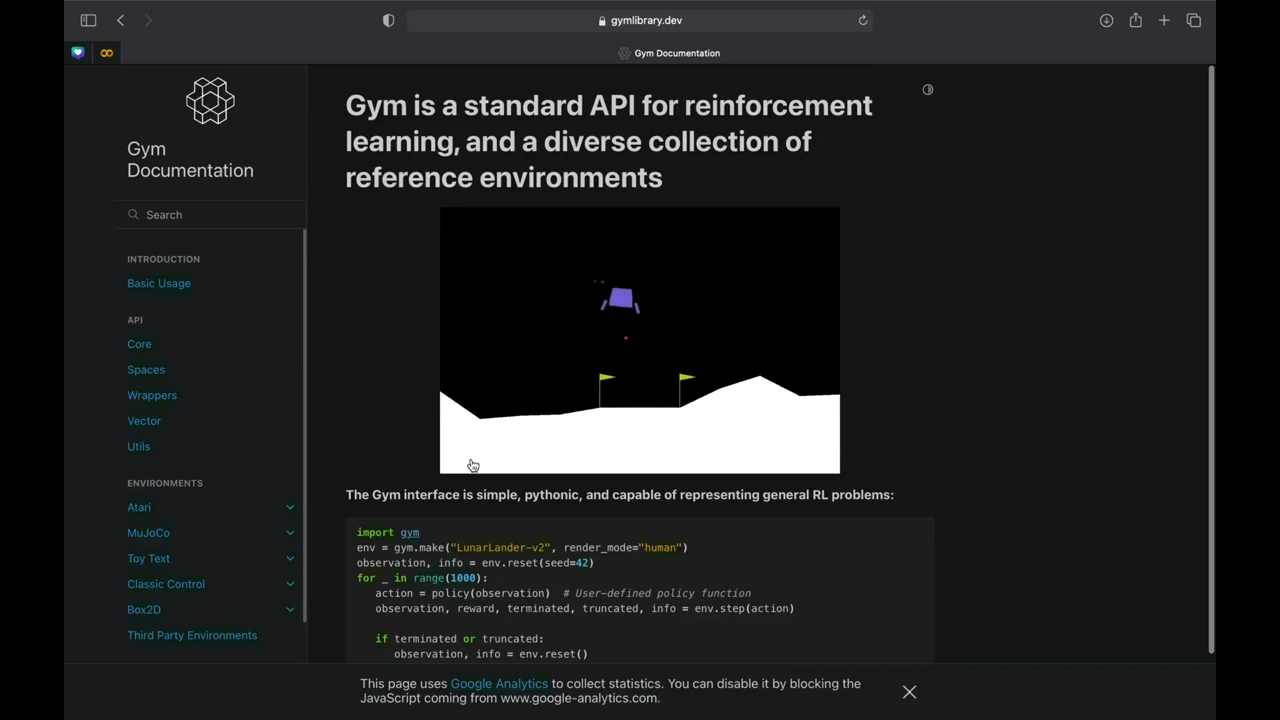 gymlibrary.dev
Gym Documentation
Gym
Documentation
Search
INTRODUCTION
Basic Usage
API
Core
Spaces
Wrappers
Vector
Utils
ENVIRONMENTS
Atari
MuJoCo
Toy Text
Classic Control
Box2D
Third Party Environments
Gym is a standard API for reinforcement
learning, and a diverse collection of
reference environments
The Gym interface is simple, pythonic, and capable of representing general RL problems:
import gym
env = gym.make("LunarLander-v2", render_mode="human")
observation, info = env.reset(seed=42)
for _ in range(1000):
action = policy(observation)  # User-defined policy function
observation, reward, terminated, truncated, info = env.step(action)
if terminated or truncated:
observation, info = env.reset()
This page uses Google Analytics to collect statistics. You can disable it by blocking the
JavaScript coming from www.google-analytics.com.